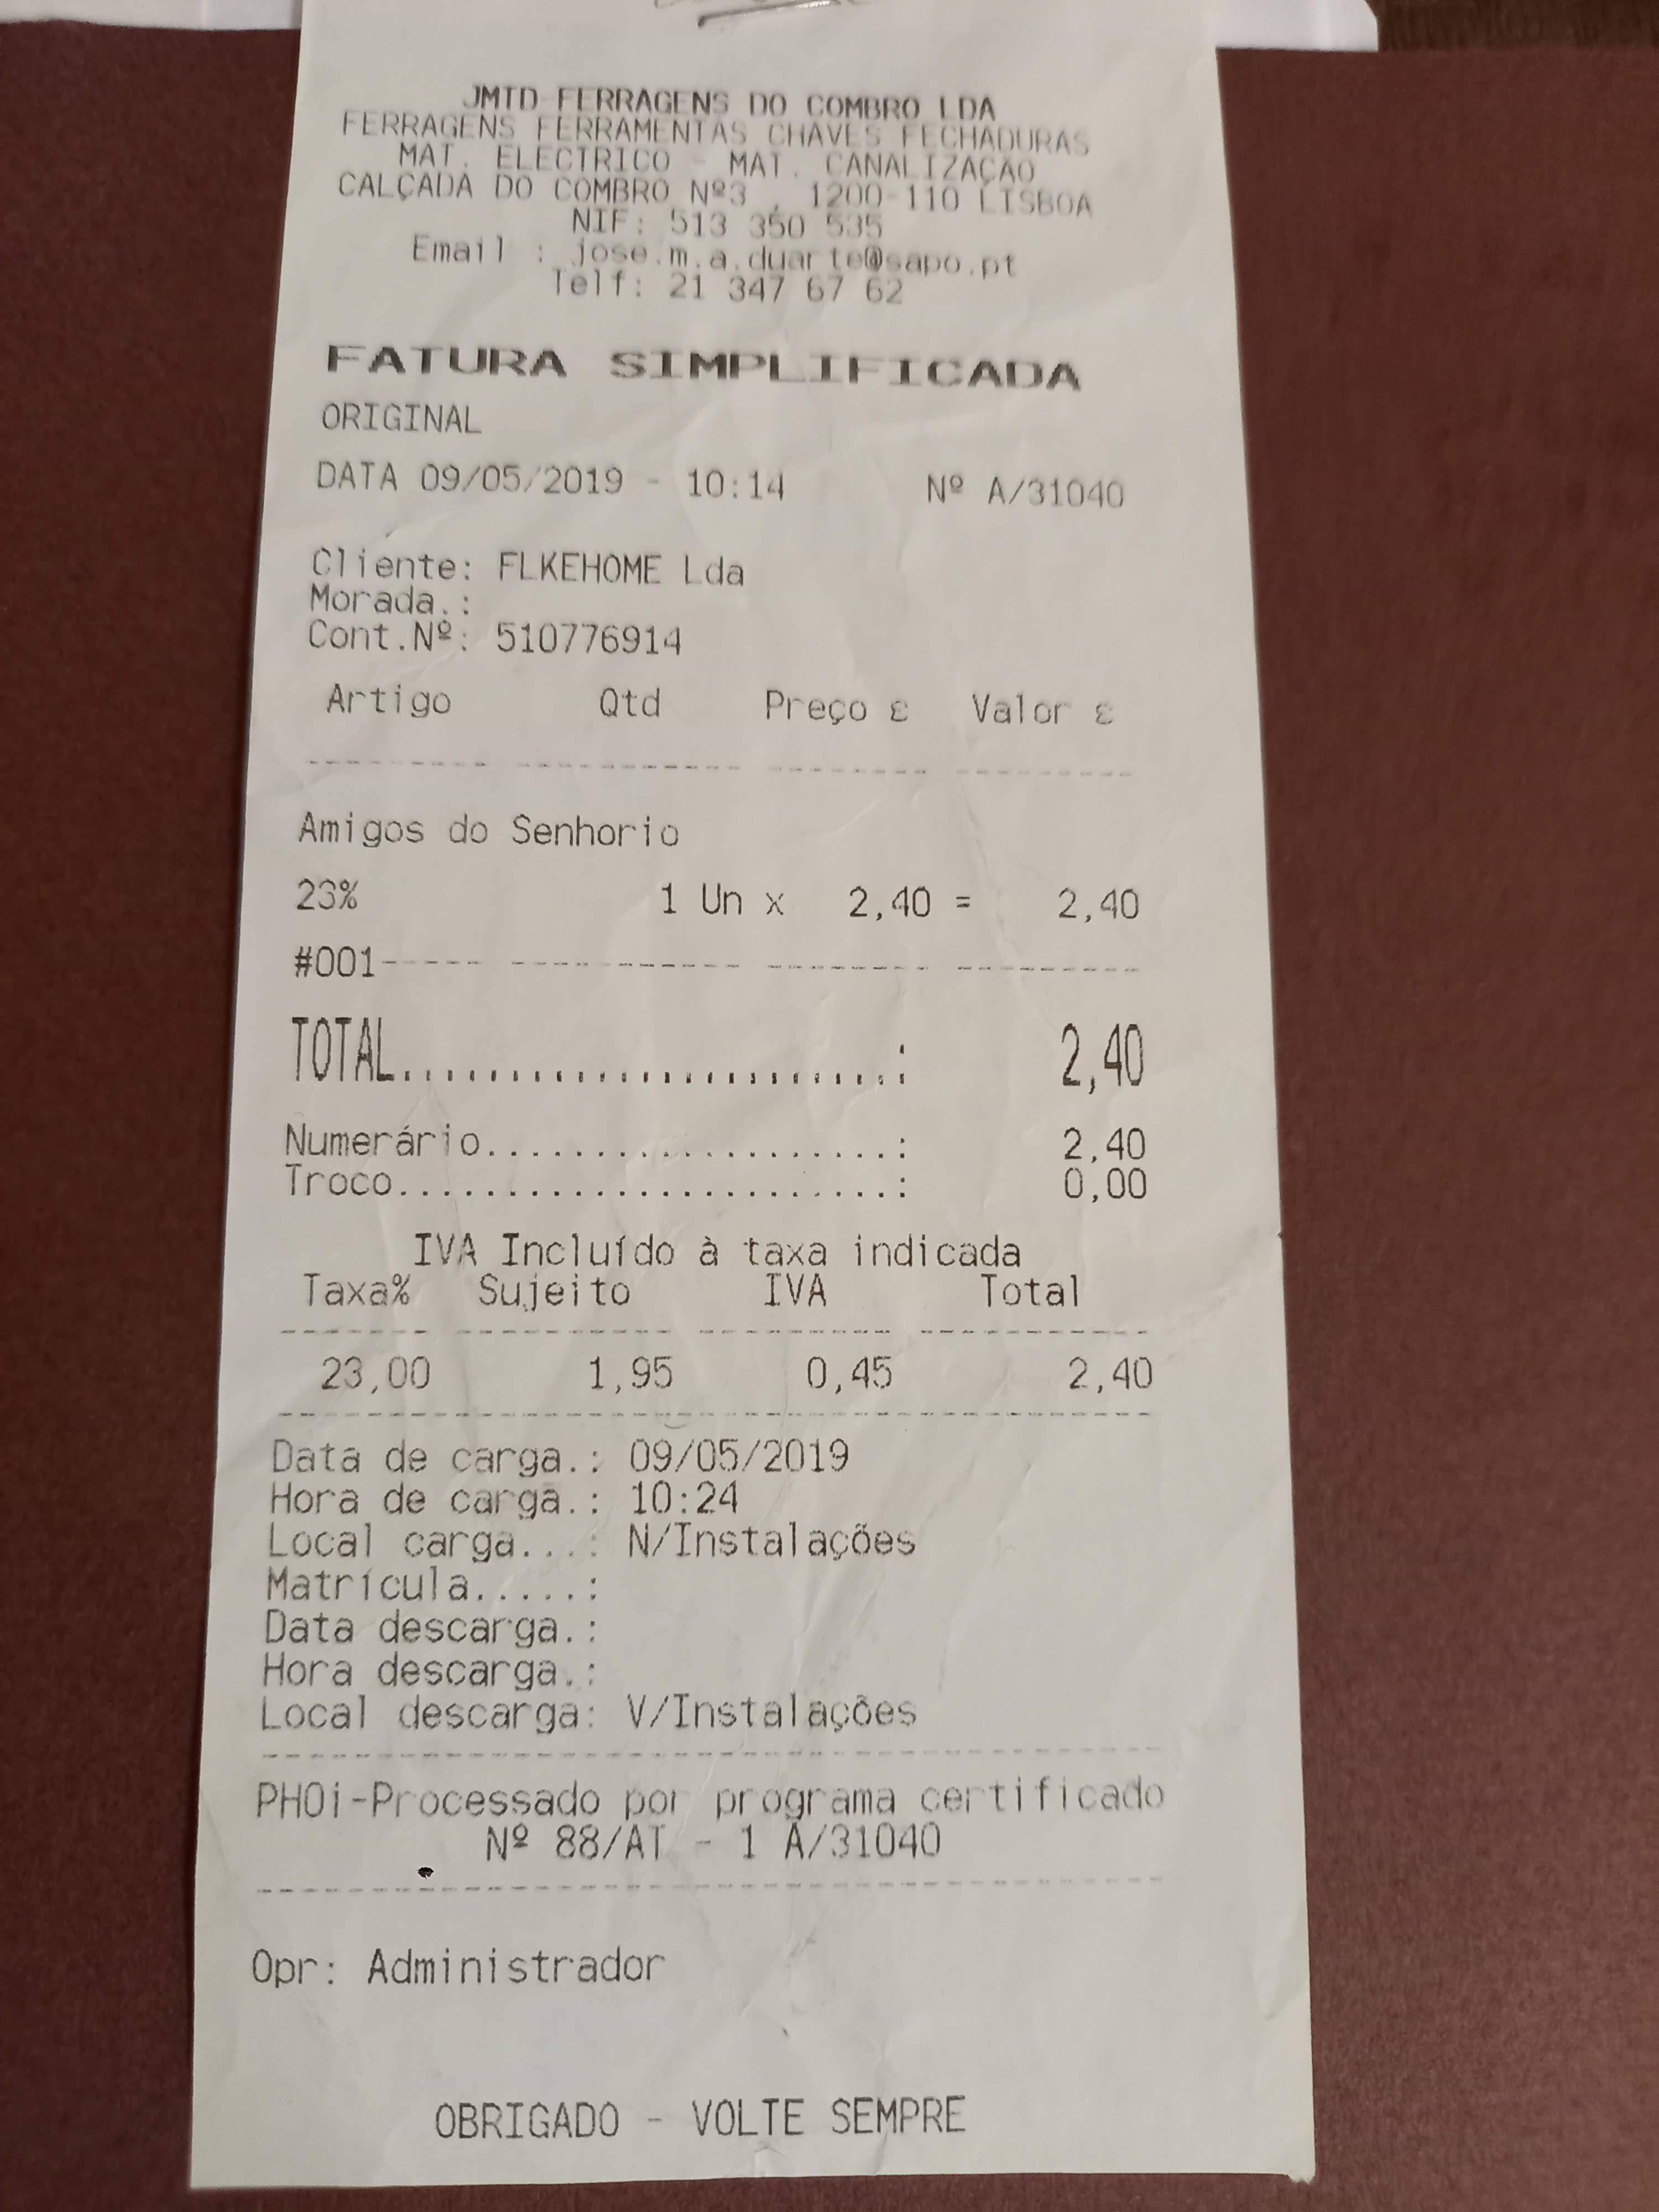 JMTD-FERRAGENS DO COMBRO LDA
FERRAGENS FERRAMENTAS CHAVES FECHADURAS
MAT. ELECTRICO - MAT. CANALIZAÇÃO
CALÇADA DO COMBRO Nº3 , 1200-110 LISBOA
NIF: 513 350 535
Email : jose.m.a.duarte@sapo.pt
Telf: 21 347 67 62
FATURA SIMPLIFICADA
ORIGINAL
DATA 09/05/2019 - 10:14 Nº A/31040
Cliente: FLKEHOME Lda
Morada.:
Cont.Nº: 510776914
Artigo Qtd Preço € Valor €
Amigos do Senhorio
23% 1 Un x 2,40 = 2,40
#001
TOTAL.........................: 2,40
Numerário...................: 2,40
Troco.......................: 0,00
IVA Incluído à taxa indicada
Taxa% Sujeito IVA Total
23,00 1,95 0,45 2,40
Data de carga.: 09/05/2019
Hora de carga.: 10:24
Local carga...: N/Instalações
Matrícula.....:
Data descarga.:
Hora descarga.:
Local descarga: V/Instalações
PHOi-Processado por programa certificado
Nº 88/AT - 1 A/31040
Opr: Administrador
OBRIGADO - VOLTE SEMPRE